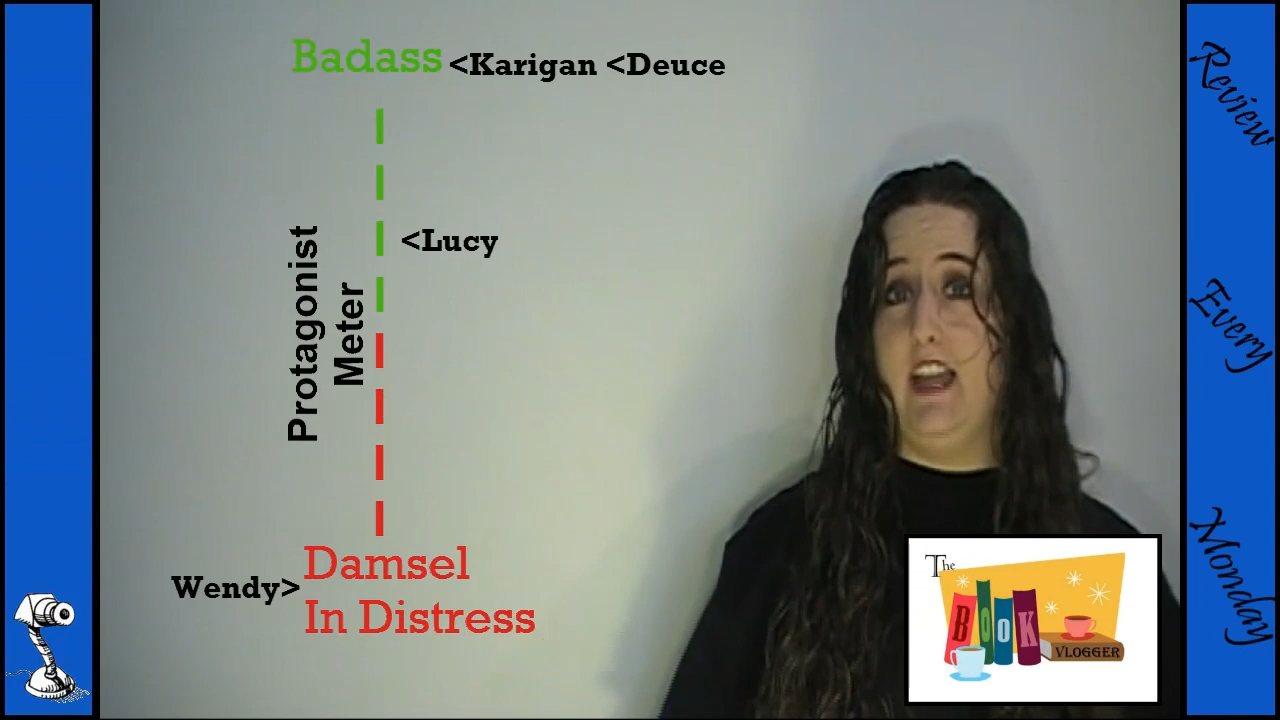 Badass <Karigan <Deuce
<Lucy
Protagonist
Meter
Wendy>
Damsel
In Distress
Review
Every
Monday
The
BOOK
VLOGGER